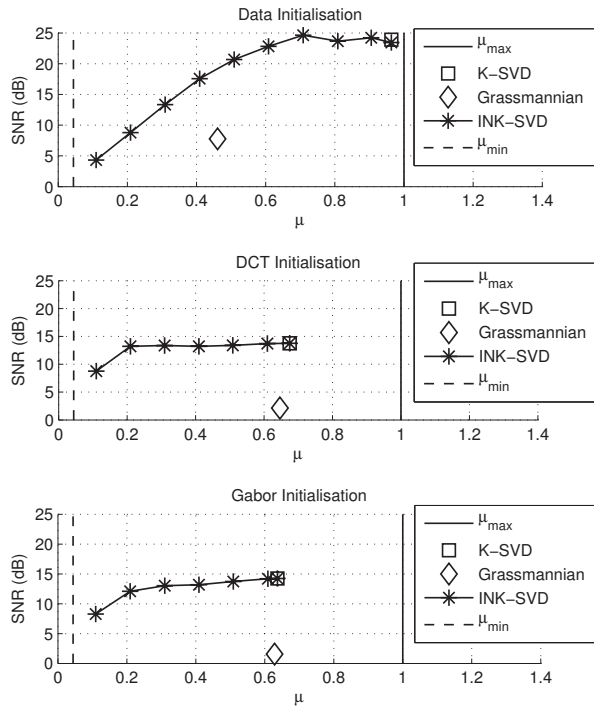 Data Initialisation
25
20
15
10
5
0
SNR (dB)
0
0.2
0.4
0.6
0.8
1
1.2
1.4
μ
μmax
K−SVD
Grassmannian
INK−SVD
μmin
DCT Initialisation
25
20
15
10
5
0
SNR (dB)
0
0.2
0.4
0.6
0.8
1
1.2
1.4
μ
μmax
K−SVD
Grassmannian
INK−SVD
μmin
Gabor Initialisation
25
20
15
10
5
0
SNR (dB)
0
0.2
0.4
0.6
0.8
1
1.2
1.4
μ
μmax
K−SVD
Grassmannian
INK−SVD
μmin